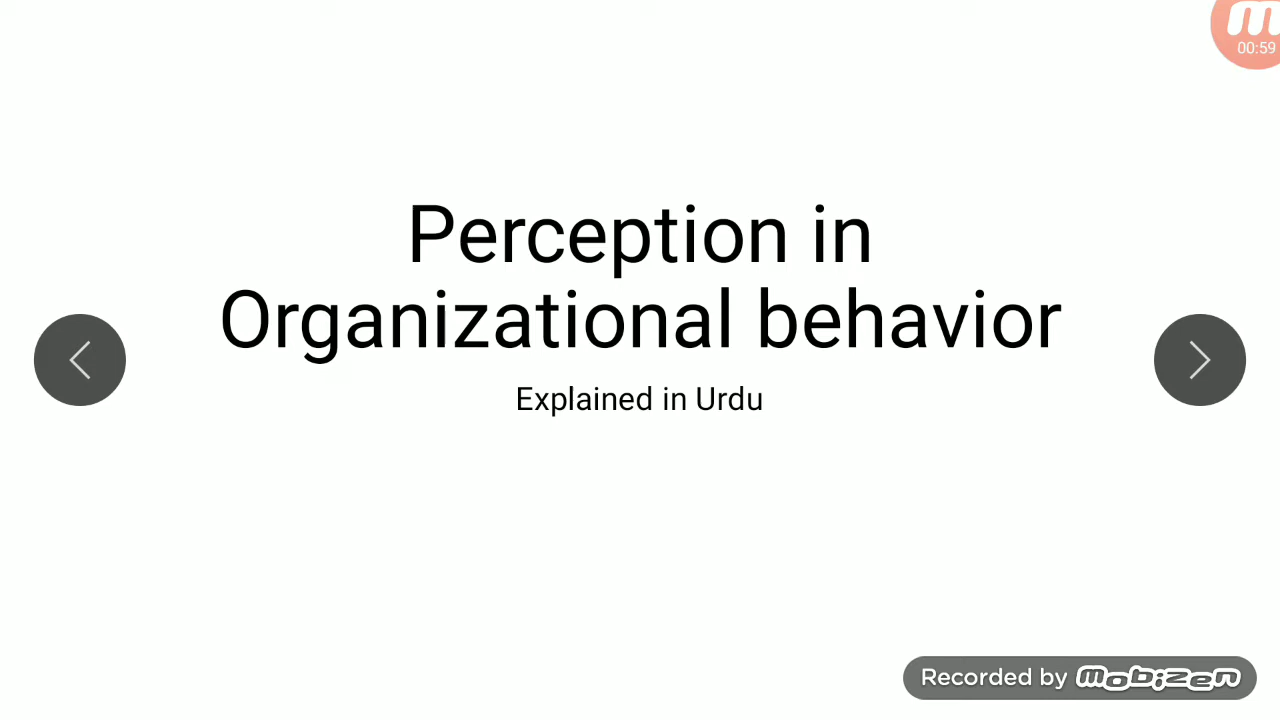 00:59
Perception in
Organizational behavior
Explained in Urdu
Recorded by mobizen